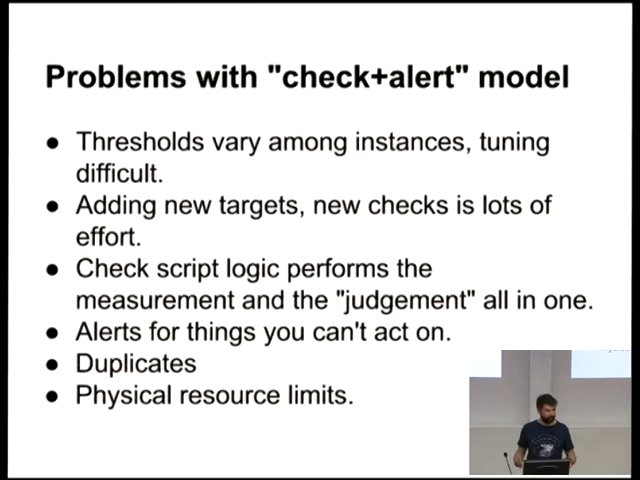 Problems with "check+alert" model
● Thresholds vary among instances, tuning
difficult.
● Adding new targets, new checks is lots of
effort.
● Check script logic performs the
measurement and the "judgement" all in one.
● Alerts for things you can't act on.
● Duplicates
● Physical resource limits.